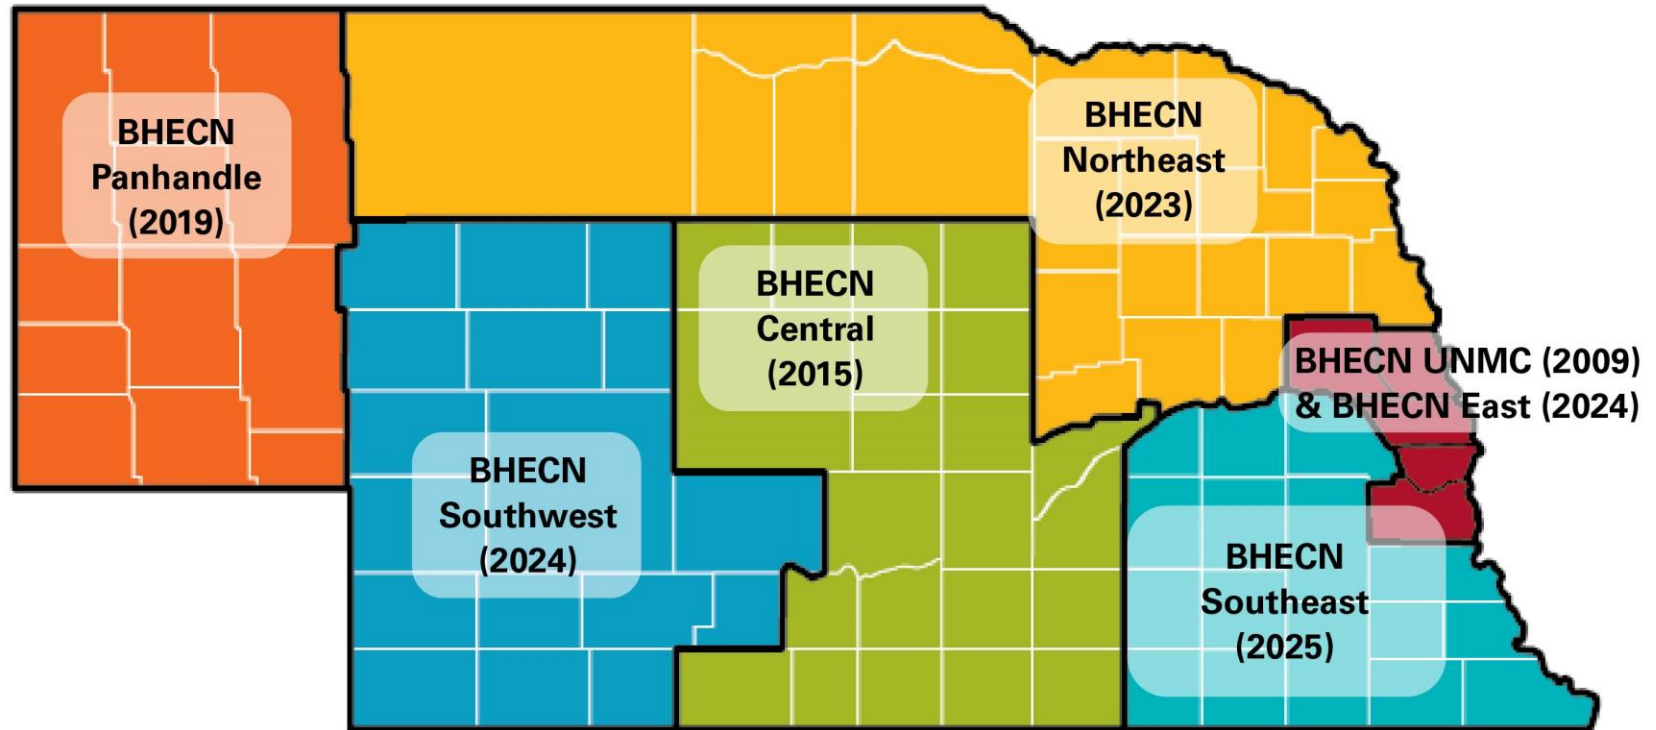 BHECN
Panhandle
(2019)
BHECN
Northeast
(2023)
BHECN
Central
(2015)
BHECN UNMC (2009)
& BHECN East (2024)
BHECN
Southwest
(2024)
BHECN
Southeast
(2025)